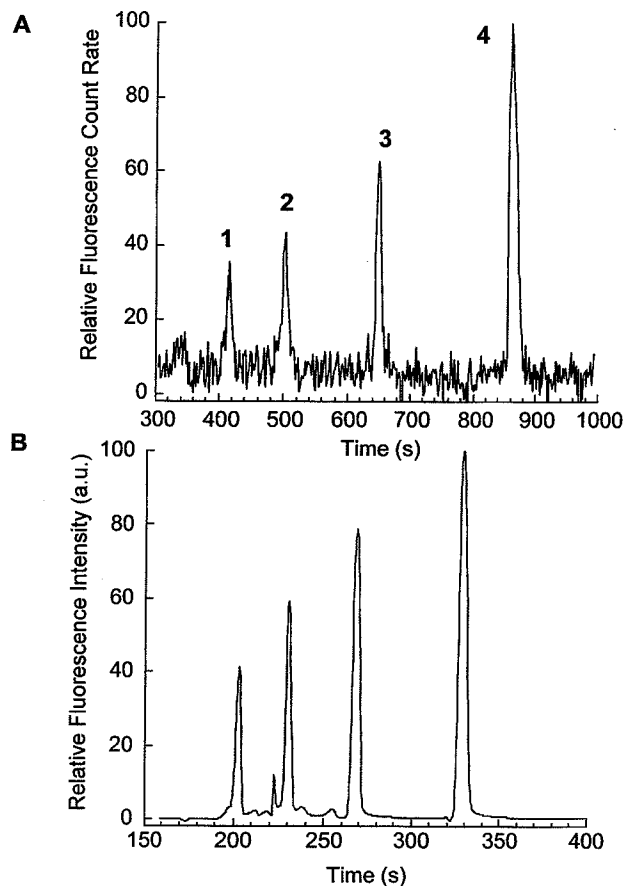 A
Relative Fluorescence Count Rate
100
80
60
40
20
0
1
2
3
4
300 400 500 600 700 800 900 1000
Time (s)
B
Relative Fluorescence Intensity (a.u.)
100
80
60
40
20
0
150 200 250 300 350 400
Time (s)